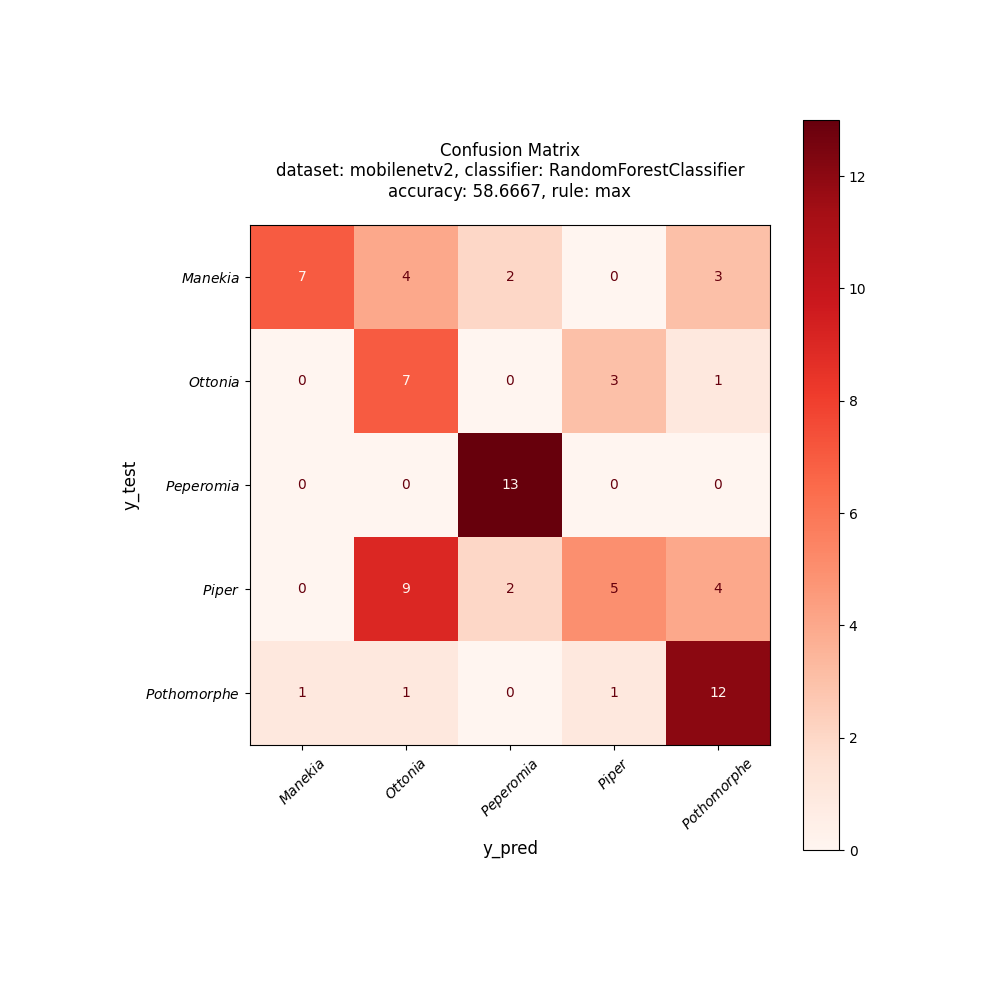 Confusion Matrix
dataset: mobilenetv2, classifier: RandomForestClassifier
accuracy: 58.6667, rule: max
Manekia 7 4 2 0 3
Ottonia 0 7 0 3 1
Peperomia 0 0 13 0 0
Piper 0 9 2 5 4
Pothomorphe 1 1 0 1 12
Manekia Ottonia Peperomia Piper Pothomorphe
y_pred
y_test
12
10
8
6
4
2
0